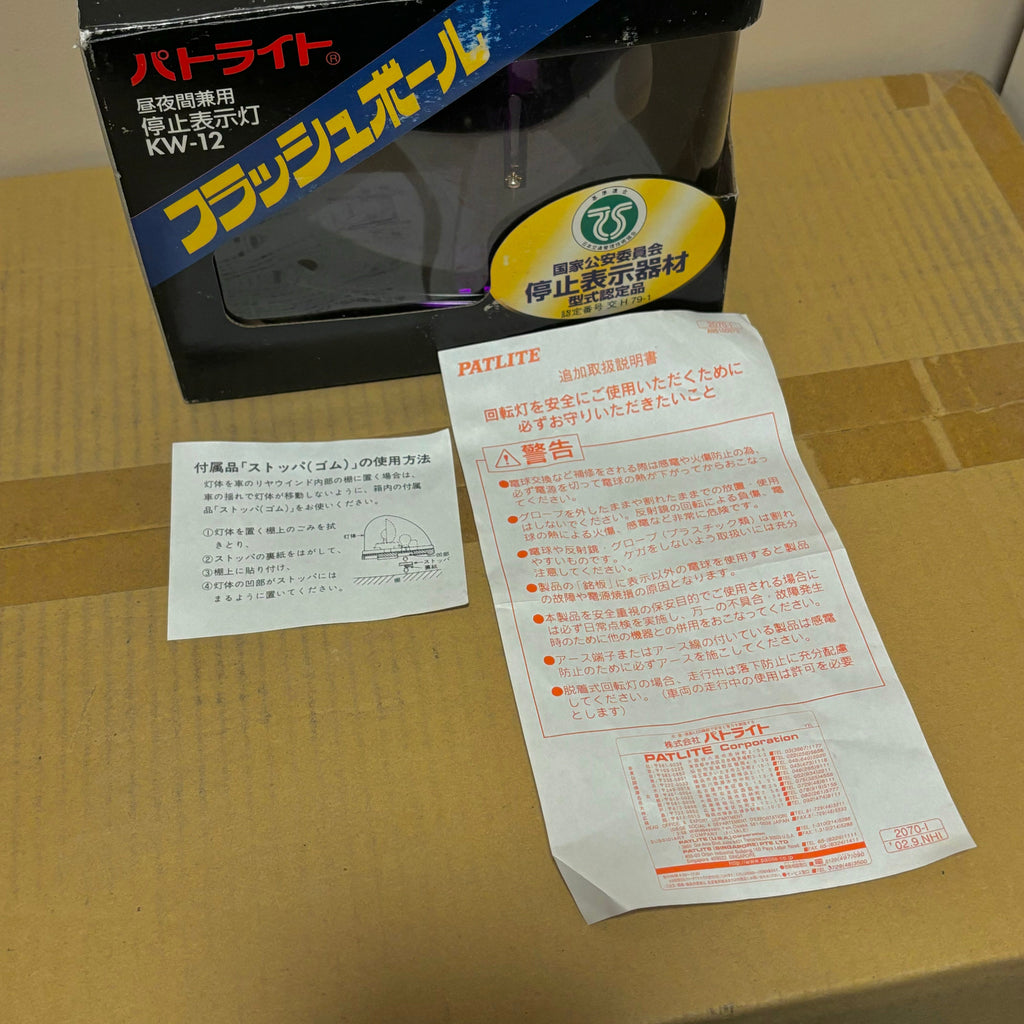 パトライト®
昼夜間兼用
停止表示灯
KW-12
フラッシュボール
国家公安委員会
停止表示器材
型式認定品
認定番号 交 H 79-1
付属品「ストッパ(ゴム)」の使用方法
灯体を車のリヤウインド内部の棚に置く場合は、
車の揺れで灯体が移動しないように、箱内の付属
品「ストッパ(ゴム)」をお使いください。
①灯体を置く棚上のごみを拭
きとり、
②ストッパの裏紙をはがして、
③棚上に貼り付け、
④灯体の凹部がストッパには
まるように置いてください。
灯体
凹部
ストッパ
裏紙
棚
2070-I
PATLITE
追加取扱説明書
回転灯を安全にご使用いただくために
必ずお守りいただきたいこと
警告
●電球交換など補修をされる際は感電や火傷防止の為、
必ず電源を切って電球の熱が下がってからおこなっ
てください。
●グローブを外したままや割れたままでの放置・使用
はしないでください。反射鏡の回転による負傷、電
球の熱による火傷、感電など非常に危険です。
●電球や反射鏡・グローブ(プラスチック類)は割れ
やすいものです。ケガをしないよう取扱いには充分
注意してください。
●製品の「銘板」に表示以外の電球を使用すると製品
の故障や電源焼損の原因となります。
●本製品を安全重視の保安目的でご使用される場合に
は必ず日常点検を実施し、万一の不具合・故障発生
時のために他の機器との併用をおこなってください。
●アース端子またはアース線の付いている製品は感電
防止のために必ずアースを施こしてください。
●脱着式回転灯の場合、走行中は落下防止に充分配慮
してください。(車両の走行中の使用は許可を必要
とします)
株式会社 パトライト
PATLITE Corporation
PATLITE (U.S.A.) Corporation
PATLITE (SINGAPORE) PTE LTD
http://www.patlite.co.jp
2070-I
'02.9.NHI